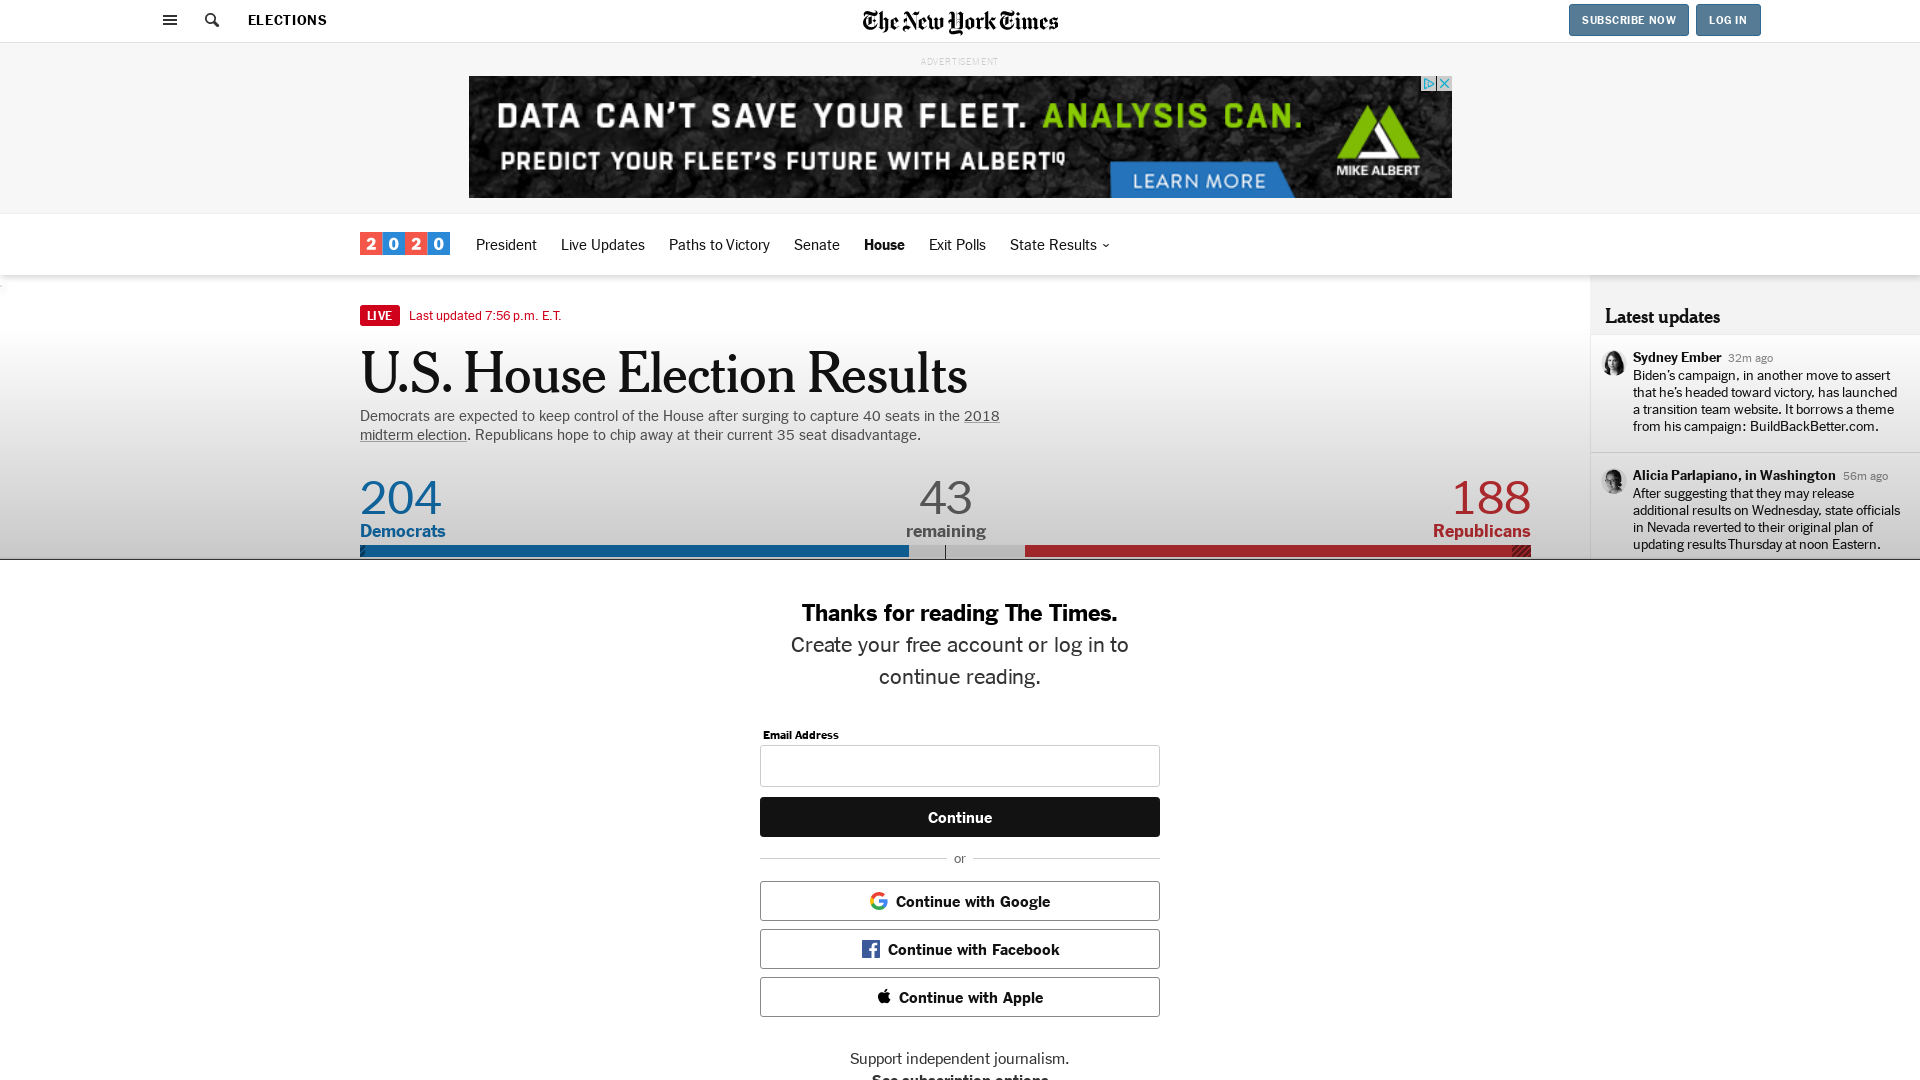 ELECTIONS
The New York Times
SUBSCRIBE NOW
LOG IN
ADVERTISEMENT
DATA CAN'T SAVE YOUR FLEET. ANALYSIS CAN.
PREDICT YOUR FLEET'S FUTURE WITH ALBERTIQ
LEARN MORE
MIKE ALBERT
2020
President
Live Updates
Paths to Victory
Senate
House
Exit Polls
State Results
LIVE Last updated 7:56 p.m. E.T.
U.S. House Election Results
Democrats are expected to keep control of the House after surging to capture 40 seats in the 2018
midterm election. Republicans hope to chip away at their current 35 seat disadvantage.
204
Democrats
43
remaining
188
Republicans
Latest updates
Sydney Ember 32m ago
Biden's campaign, in another move to assert
that he's headed toward victory, has launched
a transition team website. It borrows a theme
from his campaign: BuildBackBetter.com.
Alicia Parlapiano, in Washington 56m ago
After suggesting that they may release
additional results on Wednesday, state officials
in Nevada reverted to their original plan of
updating results Thursday at noon Eastern.
Thanks for reading The Times.
Create your free account or log in to
continue reading.
Email Address
Continue
or
Continue with Google
Continue with Facebook
Continue with Apple
Support independent journalism.
See subscription options